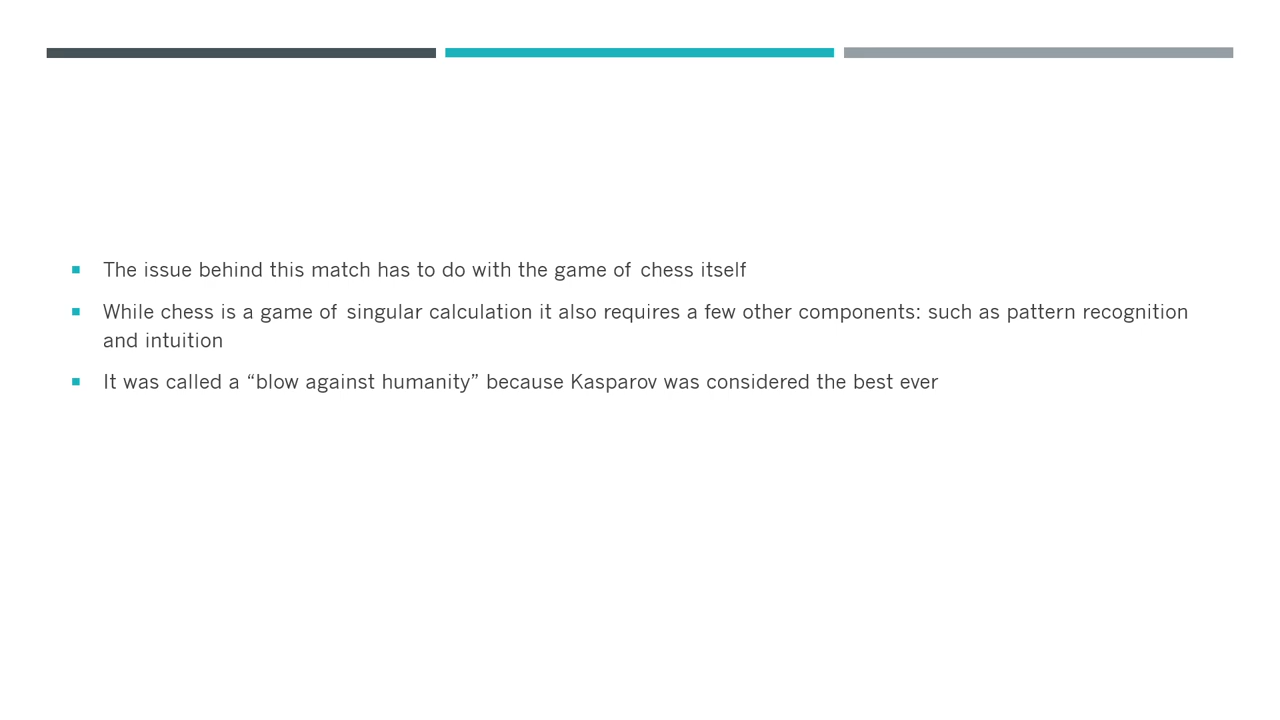 The issue behind this match has to do with the game of chess itself
While chess is a game of singular calculation it also requires a few other components: such as pattern recognition
and intuition
It was called a “blow against humanity” because Kasparov was considered the best ever